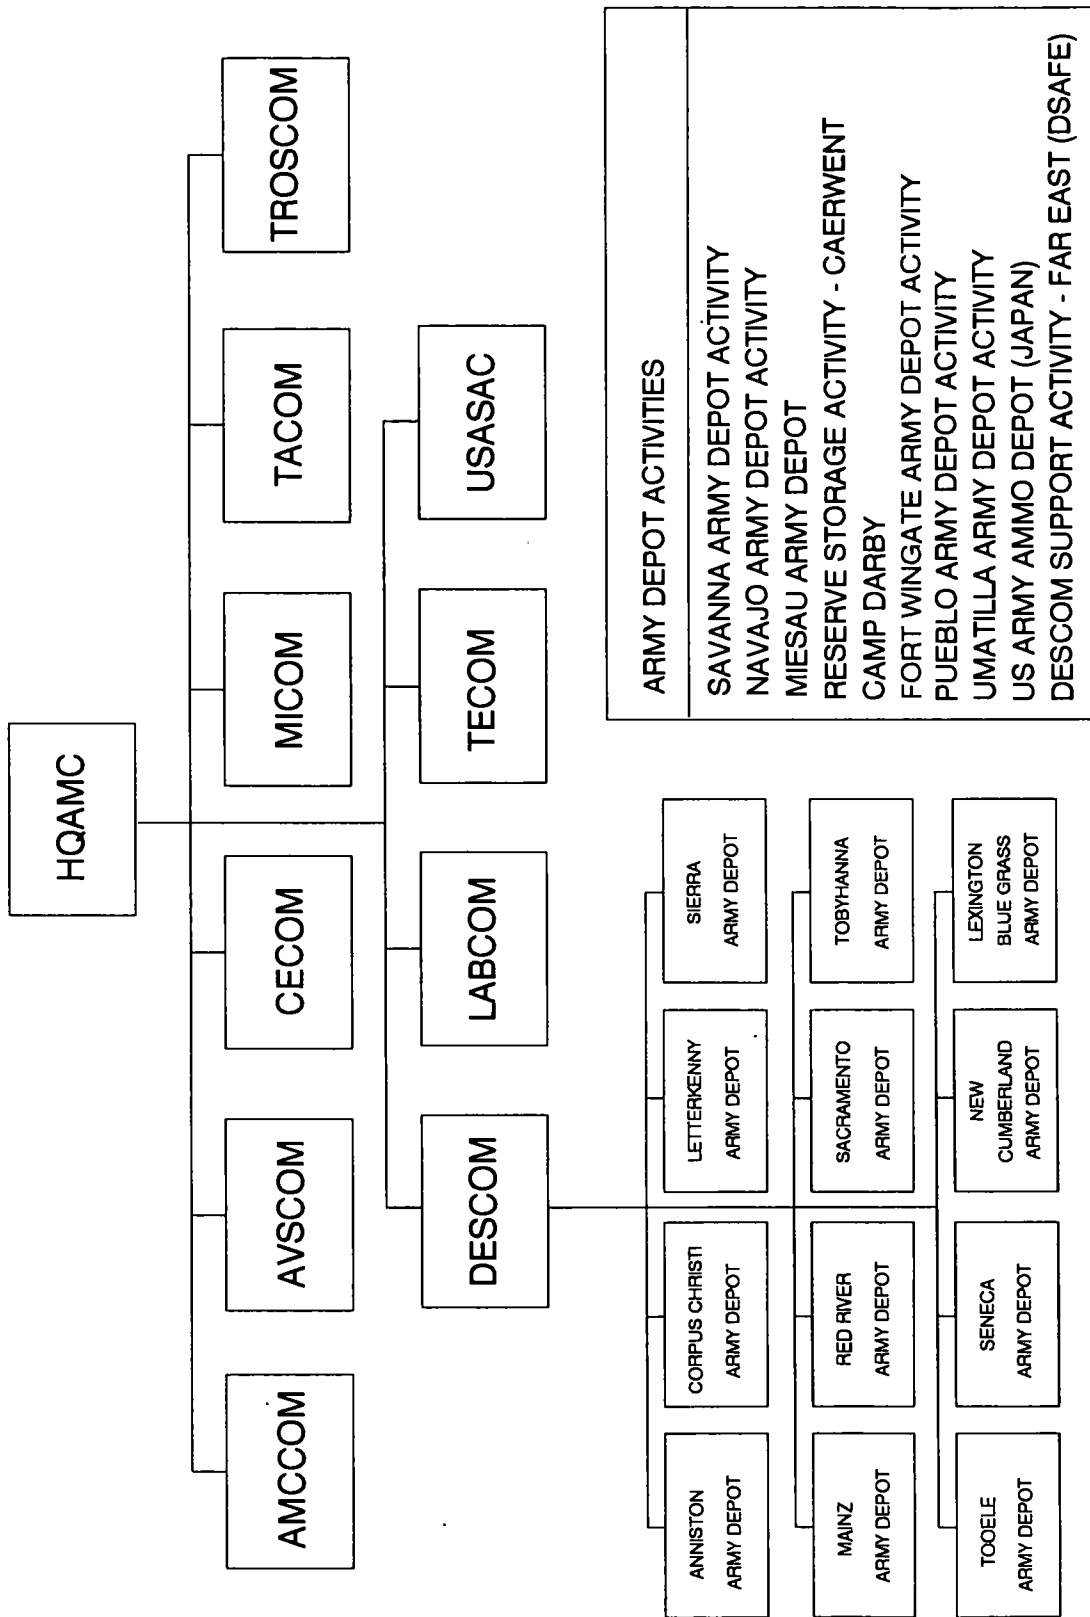 HQAMC
AMCCOM
AVSCOM
CECOM
MICOM
TACOM
TROSCOM
DESCOM
LABCOM
TECOM
USASAC
ANNISTON
ARMY DEPOT
CORPUS CHRISTI
ARMY DEPOT
LETTERKENNY
ARMY DEPOT
SIERRA
ARMY DEPOT
MAINZ
ARMY DEPOT
RED RIVER
ARMY DEPOT
SACRAMENTO
ARMY DEPOT
TOBYHANNA
ARMY DEPOT
TOOELE
ARMY DEPOT
SENECA
ARMY DEPOT
NEW
CUMBERLAND
ARMY DEPOT
LEXINGTON
BLUE GRASS
ARMY DEPOT
ARMY DEPOT ACTIVITIES
SAVANNA ARMY DEPOT ACTIVITY
NAVAJO ARMY DEPOT ACTIVITY
MIESAU ARMY DEPOT
RESERVE STORAGE ACTIVITY - CAERWENT
CAMP DARBY
FORT WINGATE ARMY DEPOT ACTIVITY
PUEBLO ARMY DEPOT ACTIVITY
UMATILLA ARMY DEPOT ACTIVITY
US ARMY AMMO DEPOT (JAPAN)
DESCOM SUPPORT ACTIVITY - FAR EAST (DSAFE)